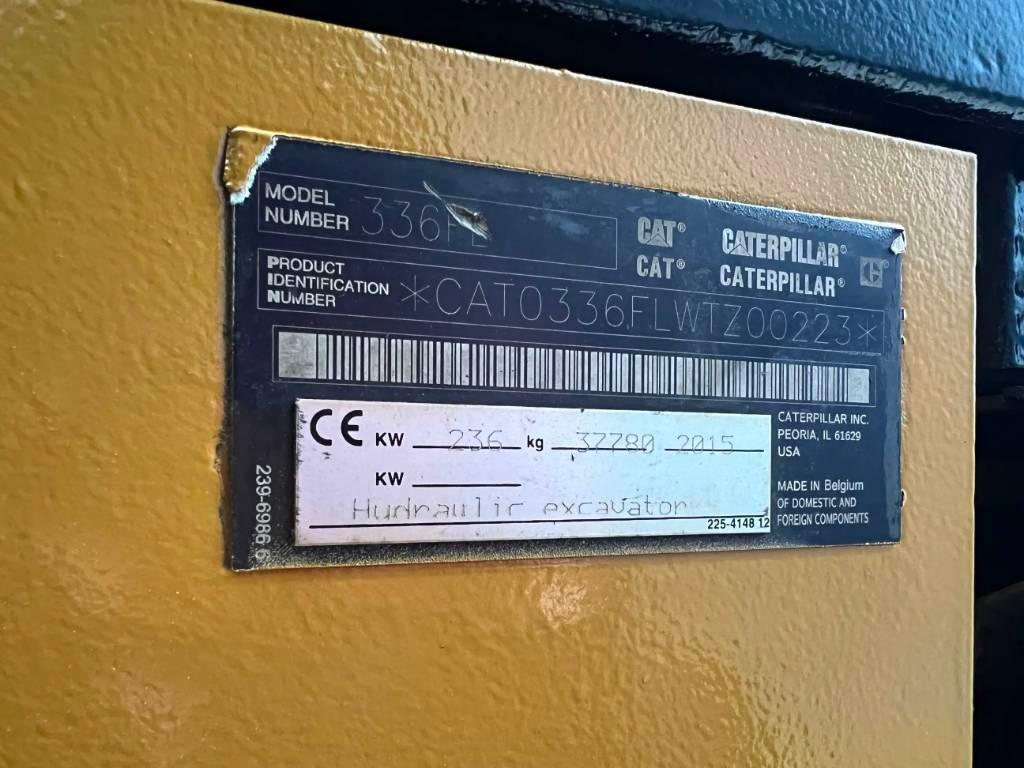 MODEL
NUMBER 336FL
CAT® CATERPILLAR®
CAT® CATERPILLAR®
PRODUCT
IDENTIFICATION
NUMBER *CAT0336FLWTZ00223*
CE KW 236 kg 37780 2015
KW
Hydraulic excavator
225-4148 12
CATERPILLAR INC.
PEORIA, IL 61629
USA
MADE IN Belgium
OF DOMESTIC AND
FOREIGN COMPONENTS
239-6986 6